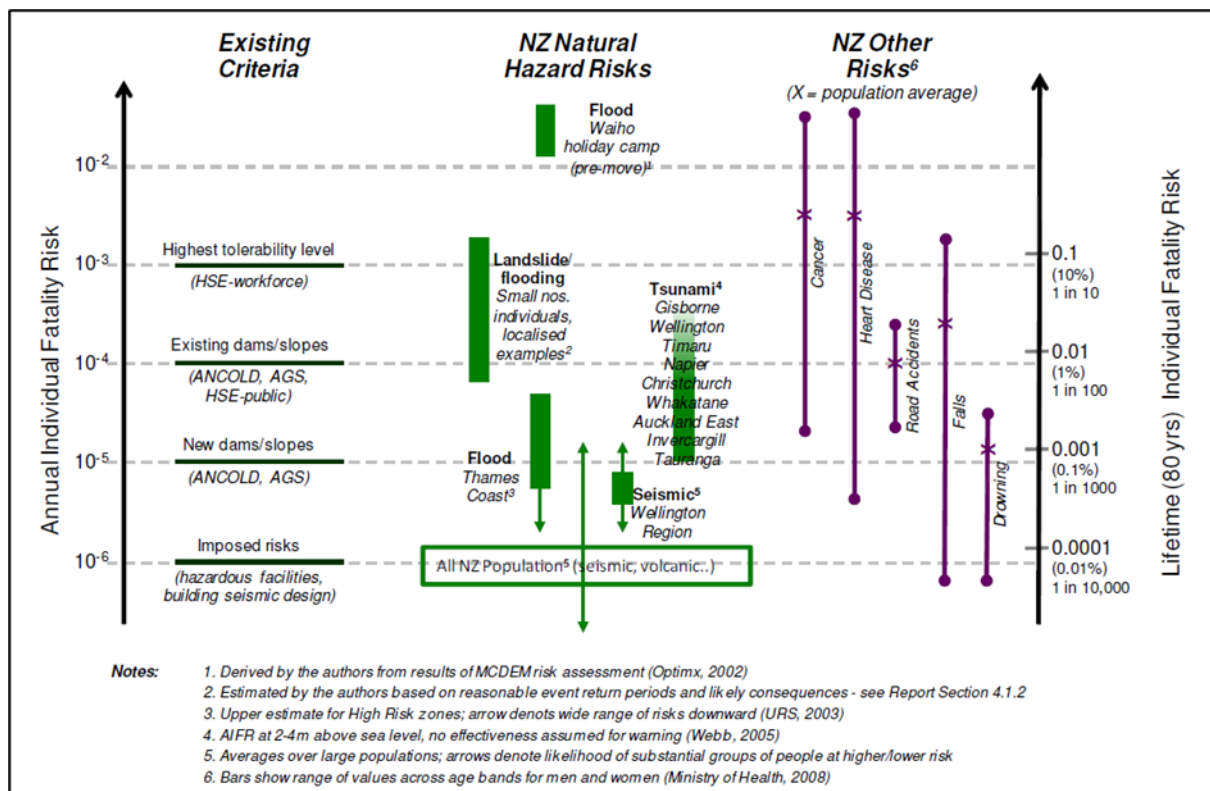 Existing
Criteria
NZ Natural
Hazard Risks
NZ Other
Risks⁶
(X = population average)
Annual Individual Fatality Risk
10⁻²
10⁻³
10⁻⁴
10⁻⁵
10⁻⁶
Highest tolerability level
(HSE-workforce)
Existing dams/slopes
(ANCOLD, AGS,
HSE-public)
New dams/slopes
(ANCOLD, AGS)
Imposed risks
(hazardous facilities,
building seismic design)
Flood
Waiho
holiday camp
(pre-move)¹
Landslide/
flooding
Small nos.
individuals,
localised
examples²
Tsunami⁴
Gisborne
Wellington
Timaru
Napier
Christchurch
Whakatane
Auckland East
Invercargill
Tauranga
Flood
Thames
Coast³
Seismic⁵
Wellington
Region
All NZ Population⁵ (seismic, volcanic..)
Cancer
Heart Disease
Road Accidents
Falls
Drowning
0.1
(10%)
1 in 10
0.01
(1%)
1 in 100
0.001
(0.1%)
1 in 1000
0.0001
(0.01%)
1 in 10,000
Lifetime (80 yrs) Individual Fatality Risk
Notes:
1. Derived by the authors from results of MCDEM risk assessment (Optimx, 2002)
2. Estimated by the authors based on reasonable event return periods and likely consequences - see Report Section 4.1.2
3. Upper estimate for High Risk zones; arrow denots wide range of risks downward (URS, 2003)
4. AIFR at 2-4m above sea level, no effectiveness assumed for warning (Webb, 2005)
5. Averages over large populations; arrows denote likelihood of substantial groups of people at higher/lower risk
6. Bars show range of values across age bands for men and women (Ministry of Health, 2008)